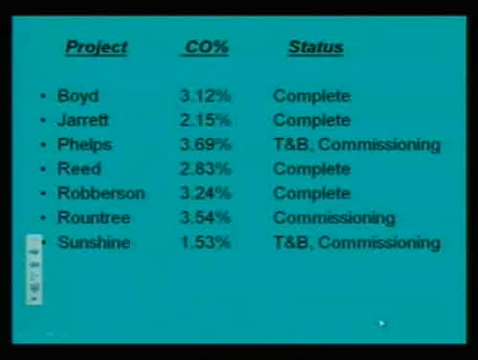 Project CO% Status
• Boyd 3.12% Complete
• Jarrett 2.15% Complete
• Phelps 3.69% T&B, Commissioning
• Reed 2.83% Complete
• Robberson 3.24% Complete
• Rountree 3.54% Commissioning
• Sunshine 1.53% T&B, Commissioning